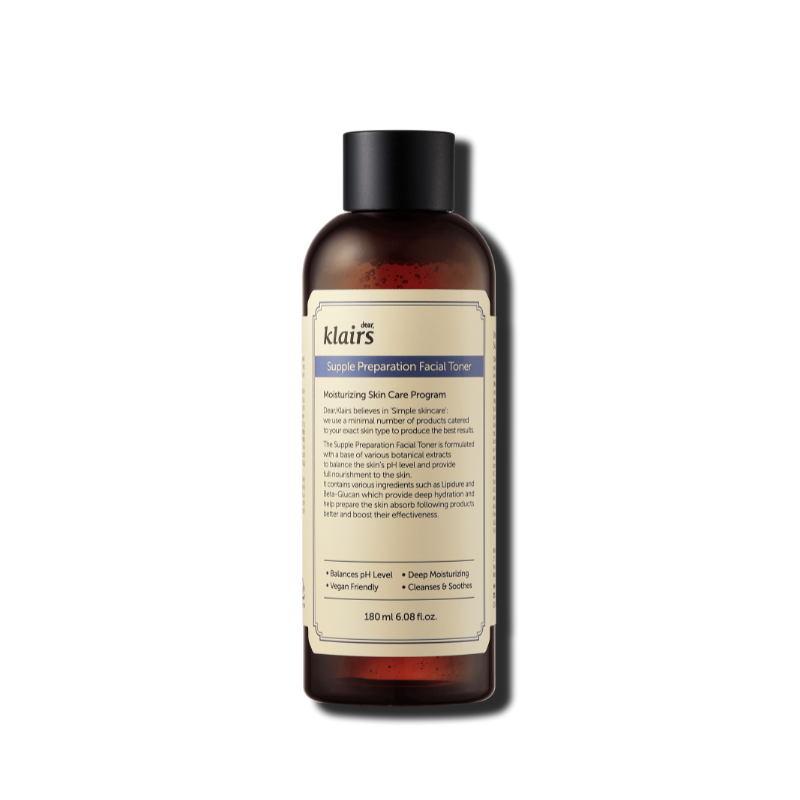 dear,
klairs
Supple Preparation Facial Toner
Moisturizing Skin Care Program
Dear,Klairs believes in 'Simple skincare':
we use a minimal number of products catered
to your exact skin type to produce the best results.
The Supple Preparation Facial Toner is formulated
with a base of various botanical extracts
to balance the skin's pH level and provide
full nourishment to the skin.
It contains various ingredients such as Lipidure and
Beta-Glucan which provide deep hydration and
help prepare the skin absorb following products
better and boost their effectiveness.
• Balances pH Level • Deep Moisturizing
• Vegan Friendly • Cleanses & Soothes
180 ml 6.08 fl.oz.